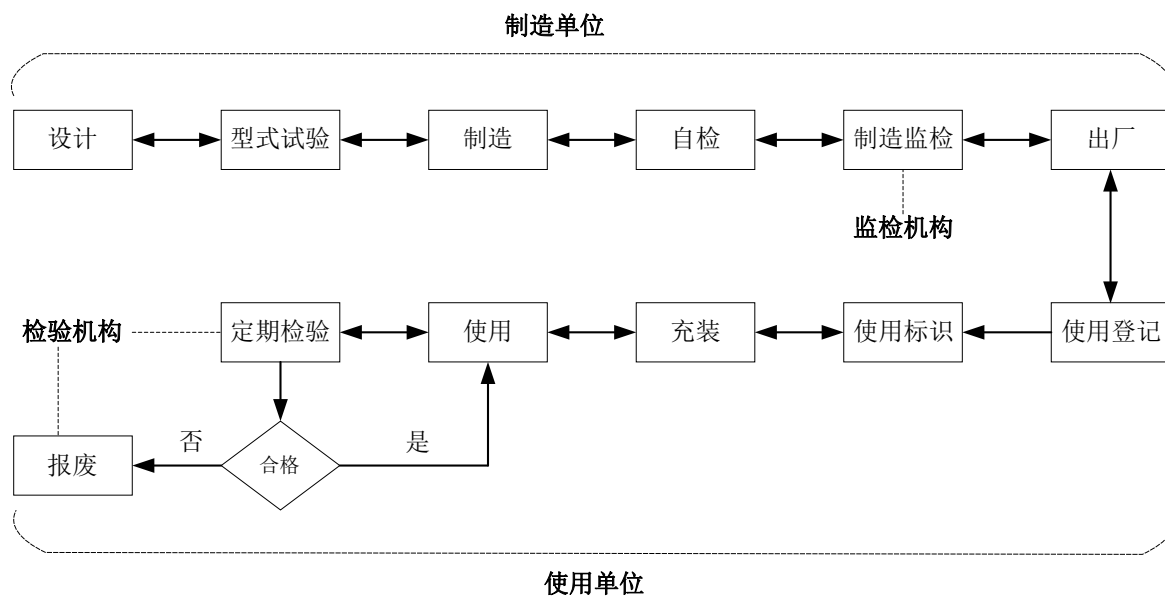 制造单位
设计
型式试验
制造
自检
制造监检
出厂
监检机构
检验机构
定期检验
使用
充装
使用标识
使用登记
否
是
报废
合格
使用单位